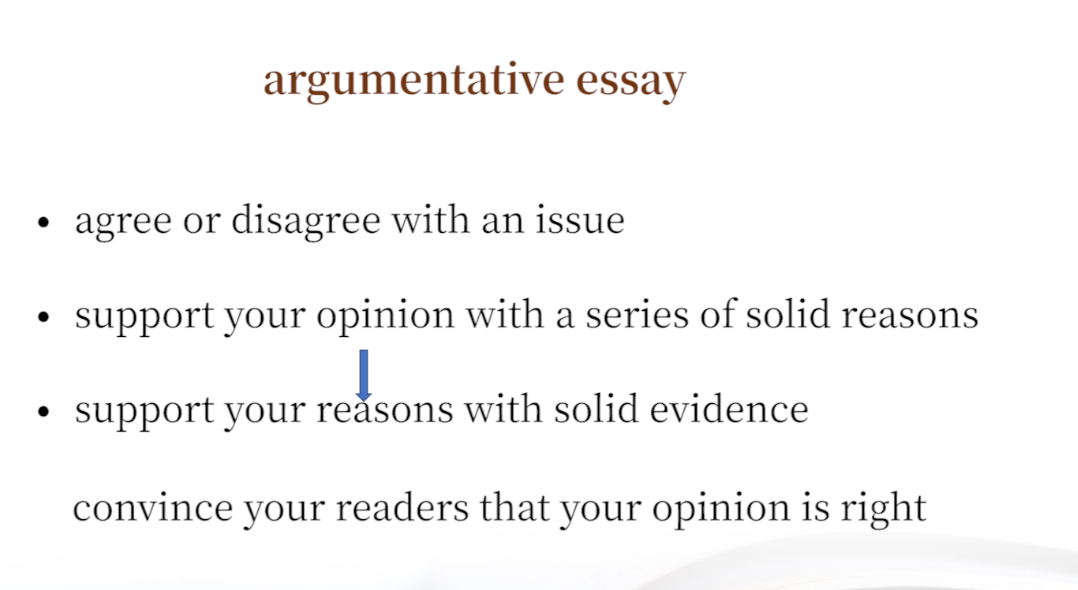 argumentative essay
• agree or disagree with an issue
• support your opinion with a series of solid reasons
• support your reasons with solid evidence
convince your readers that your opinion is right